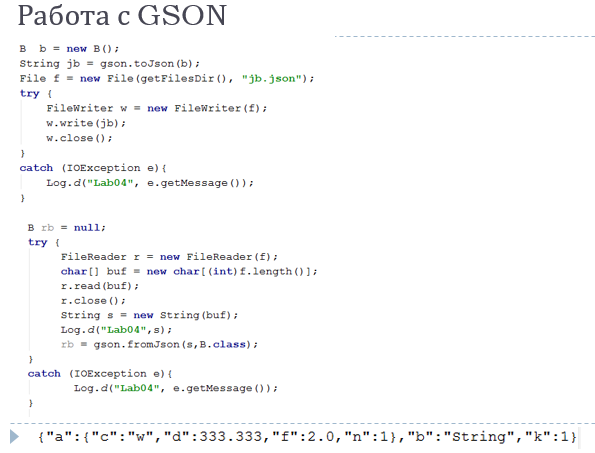 Работа с GSON
B  b = new B();
String jb = gson.toJson(b);
File f = new File(getFilesDir(), "jb.json");
try {
    FileWriter w = new FileWriter(f);
    w.write(jb);
    w.close();
}
catch (IOException e){
    Log.d("Lab04", e.getMessage());
}
B rb = null;
try {
    FileReader r = new FileReader(f);
    char[] buf = new char[(int)f.length()];
    r.read(buf);
    r.close();
    String s = new String(buf);
    Log.d("Lab04",s);
    rb = gson.fromJson(s,B.class);
}
catch (IOException e){
      Log.d("Lab04", e.getMessage());
}
{"a":{"c":"w","d":333.333,"f":2.0,"n":1},"b":"String","k":1}